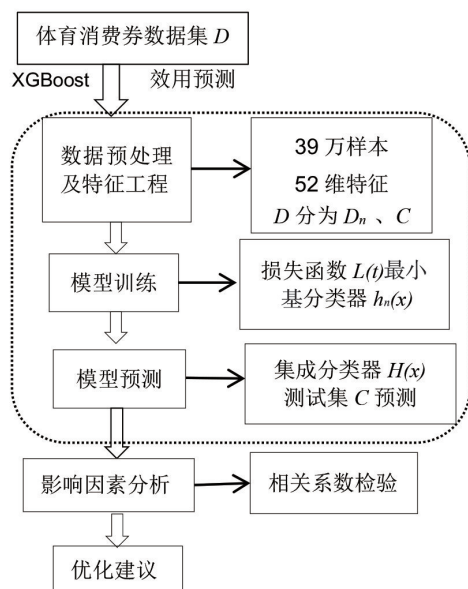 体育消费券数据集 D
XGBoost 效用预测
数据预处理
及特征工程
39 万样本
52 维特征
D 分为 Dn 、C
模型训练
损失函数 L(t)最小
基分类器 hn(x)
模型预测
集成分类器 H(x)
测试集 C 预测
影响因素分析
相关系数检验
优化建议